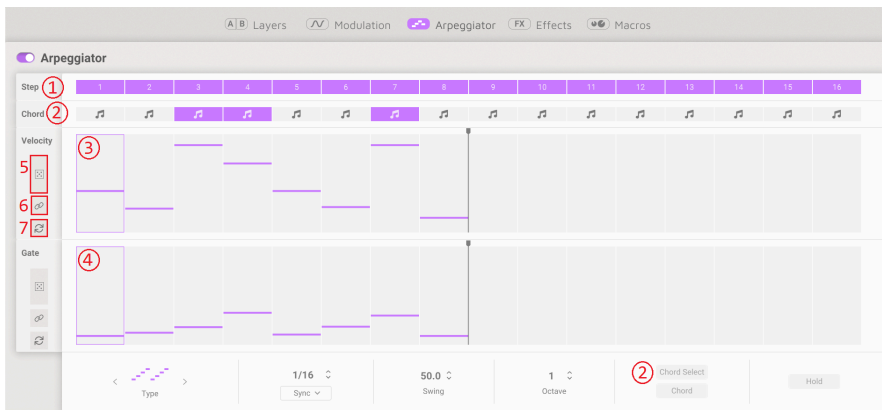 A B Layers Modulation Arpeggiator FX Effects Macros
Arpeggiator
Step 1 1 2 3 4 5 6 7 8 9 10 11 12 13 14 15 16
Chord 2
Velocity
3
5
6
7
Gate
4
1/16 50.0 1 2 Chord Select
Type Sync Swing Octave Chord Hold